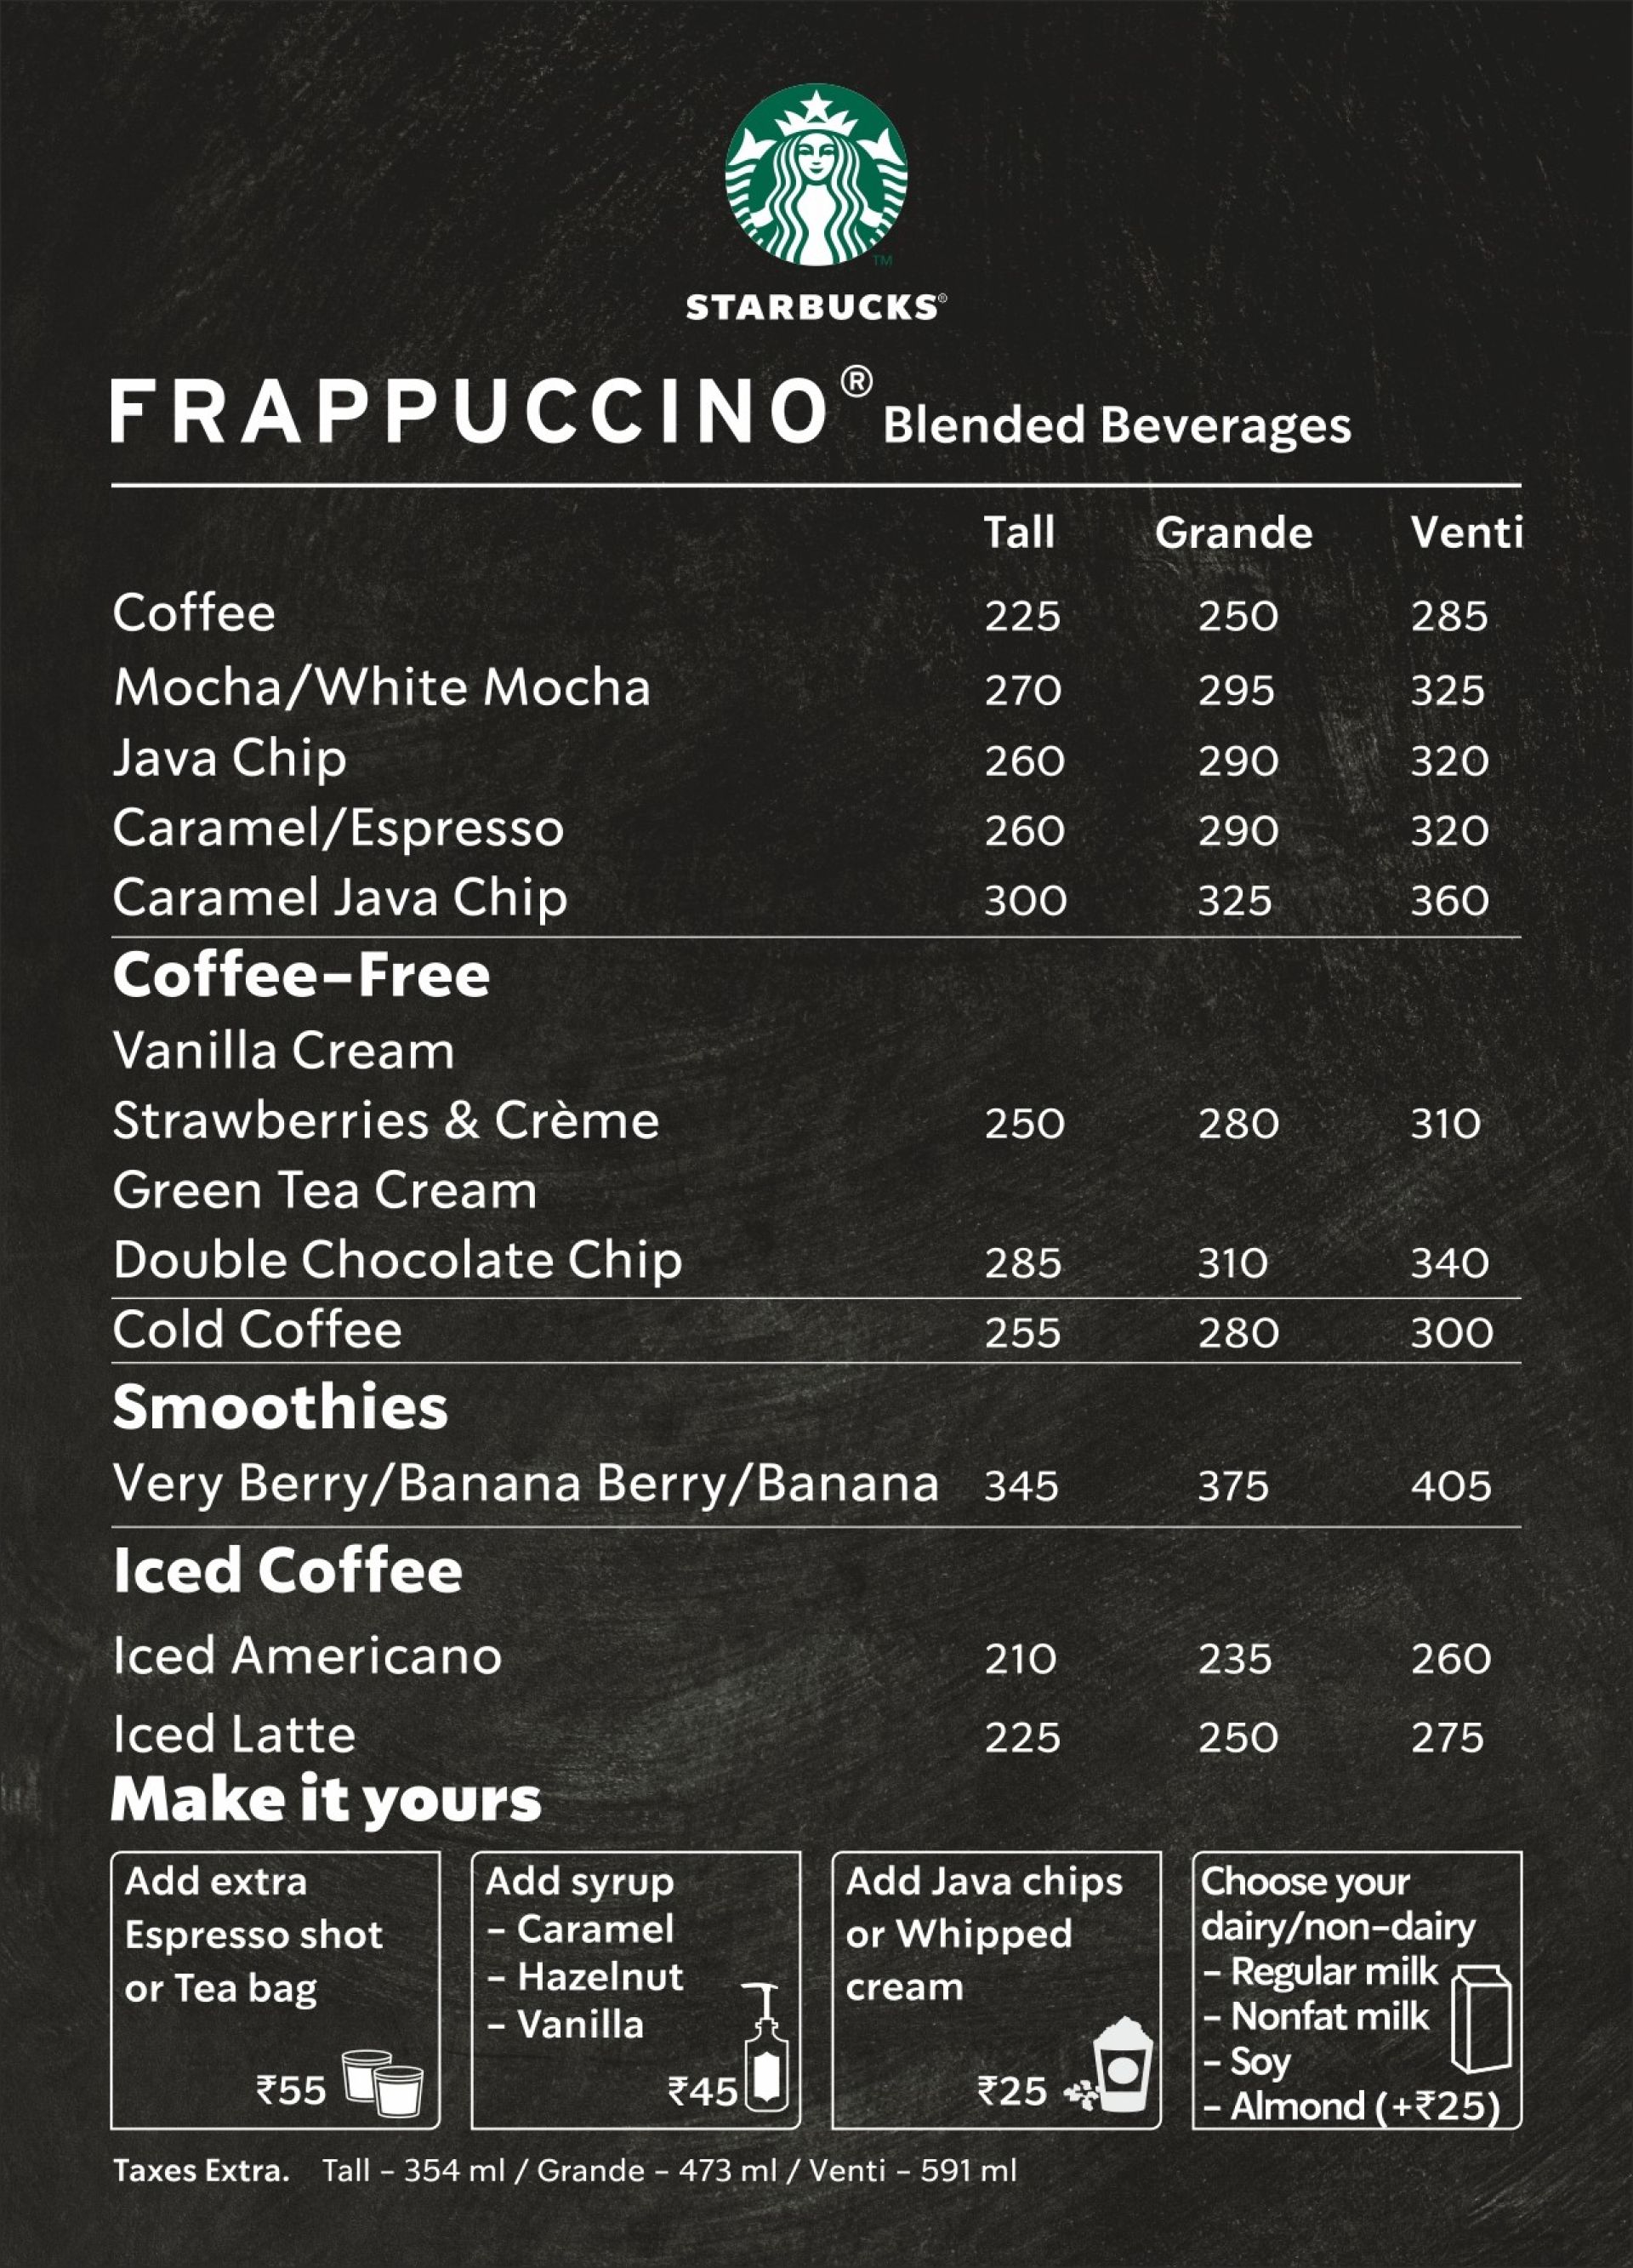 TM
STARBUCKS®
FRAPPUCCINO® Blended Beverages
Tall Grande Venti
Coffee 225 250 285
Mocha/White Mocha 270 295 325
Java Chip 260 290 320
Caramel/Espresso 260 290 320
Caramel Java Chip 300 325 360
Coffee-Free
Vanilla Cream
Strawberries & Crème 250 280 310
Green Tea Cream
Double Chocolate Chip 285 310 340
Cold Coffee 255 280 300
Smoothies
Very Berry/Banana Berry/Banana 345 375 405
Iced Coffee
Iced Americano 210 235 260
Iced Latte 225 250 275
Make it yours
Add extra
Espresso shot
or Tea bag
₹55
Add syrup
- Caramel
- Hazelnut
- Vanilla
₹45
Add Java chips
or Whipped
cream
₹25
Choose your
dairy/non-dairy
- Regular milk
- Nonfat milk
- Soy
- Almond (+₹25)
Taxes Extra. Tall - 354 ml / Grande - 473 ml / Venti - 591 ml